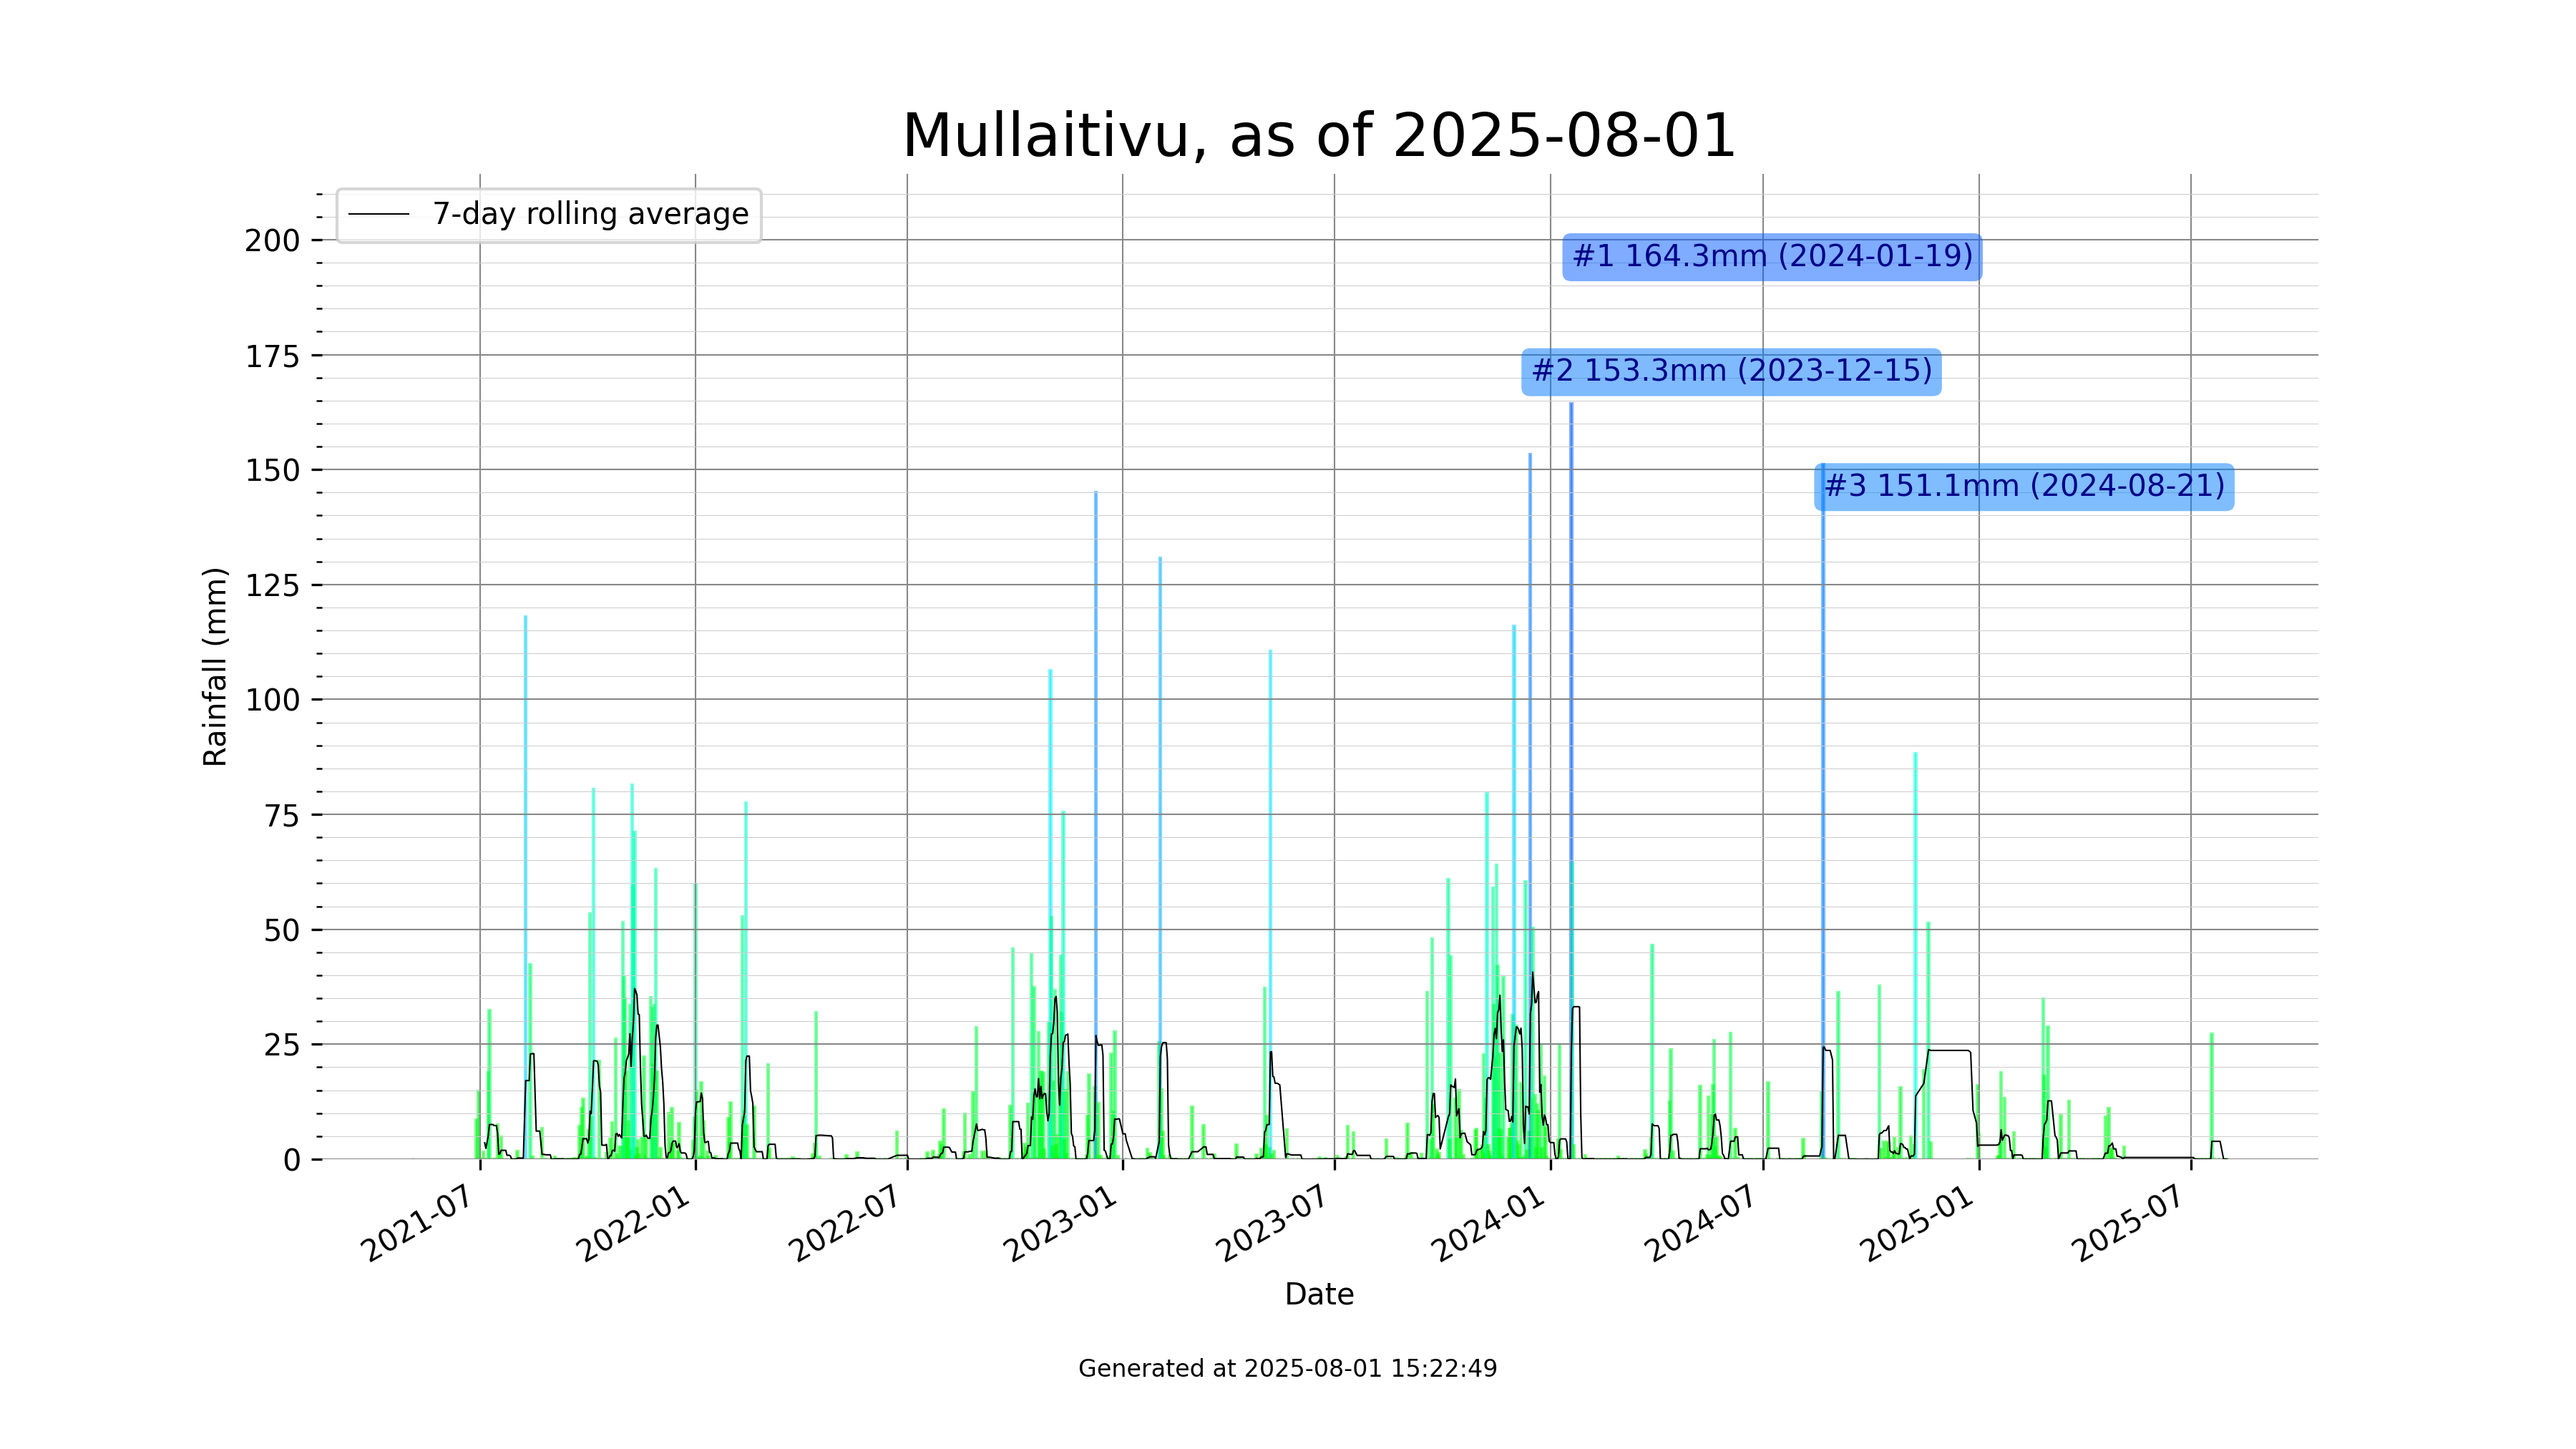 Mullaitivu, as of 2025-08-01
7-day rolling average
#1 164.3mm (2024-01-19)
#2 153.3mm (2023-12-15)
#3 151.1mm (2024-08-21)
Rainfall (mm)
200
175
150
125
100
75
50
25
0
2021-07
2022-01
2022-07
2023-01
2023-07
2024-01
2024-07
2025-01
2025-07
Date
Generated at 2025-08-01 15:22:49